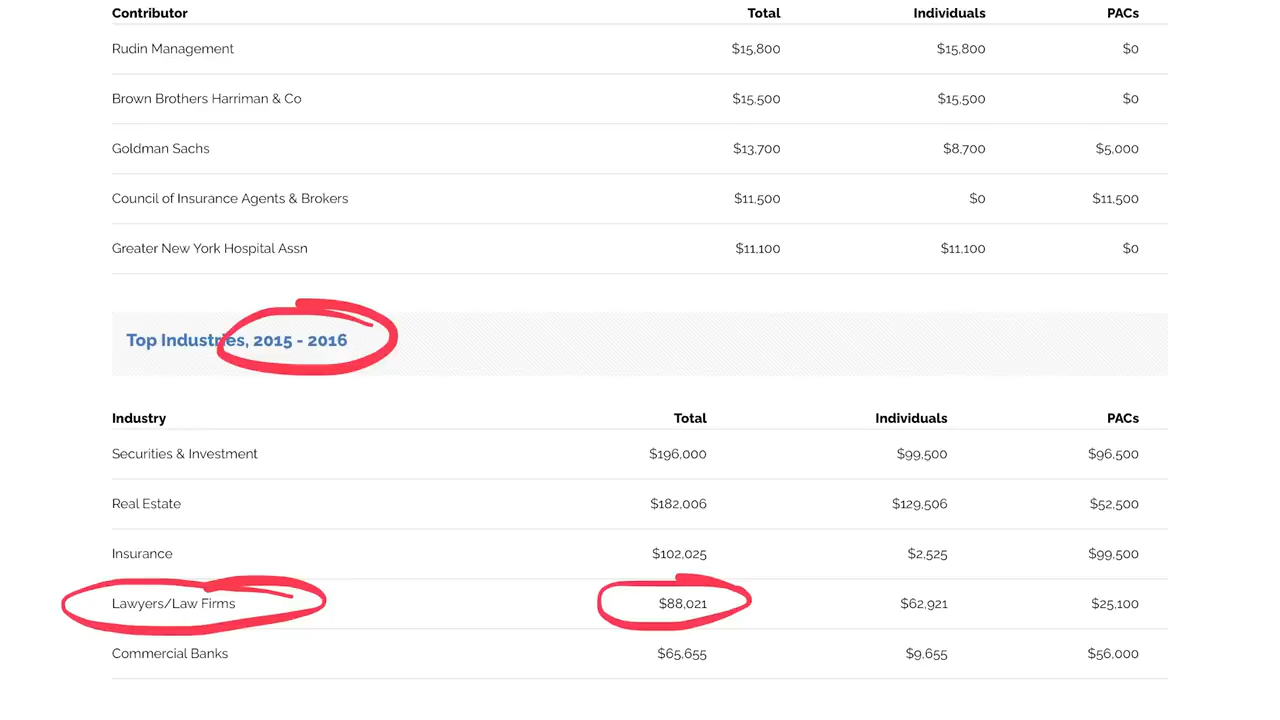 Contributor Total Individuals PACs
Rudin Management $15,800 $15,800 $0
Brown Brothers Harriman & Co $15,500 $15,500 $0
Goldman Sachs $13,700 $8,700 $5,000
Council of Insurance Agents & Brokers $11,500 $0 $11,500
Greater New York Hospital Assn $11,100 $11,100 $0
Top Industries, 2015 - 2016
Industry Total Individuals PACs
Securities & Investment $196,000 $99,500 $96,500
Real Estate $182,006 $129,506 $52,500
Insurance $102,025 $2,525 $99,500
Lawyers/Law Firms $88,021 $62,921 $25,100
Commercial Banks $65,655 $9,655 $56,000